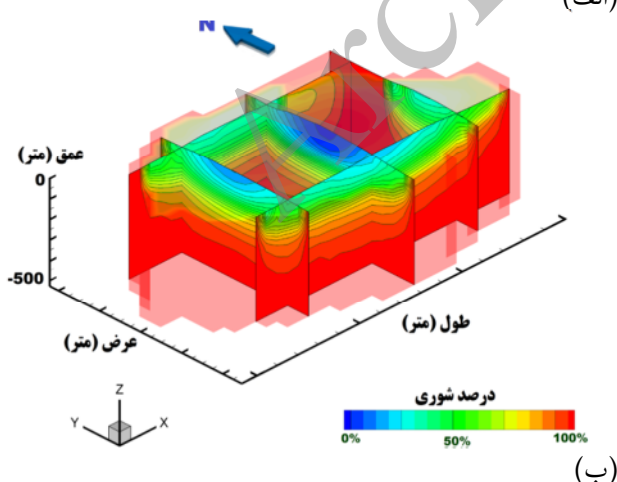 (الف)
N
عمق (متر)
0
-500
عرض (متر)
طول (متر)
Z
Y
X
درصد شوری
0%
50%
100%
(ب)